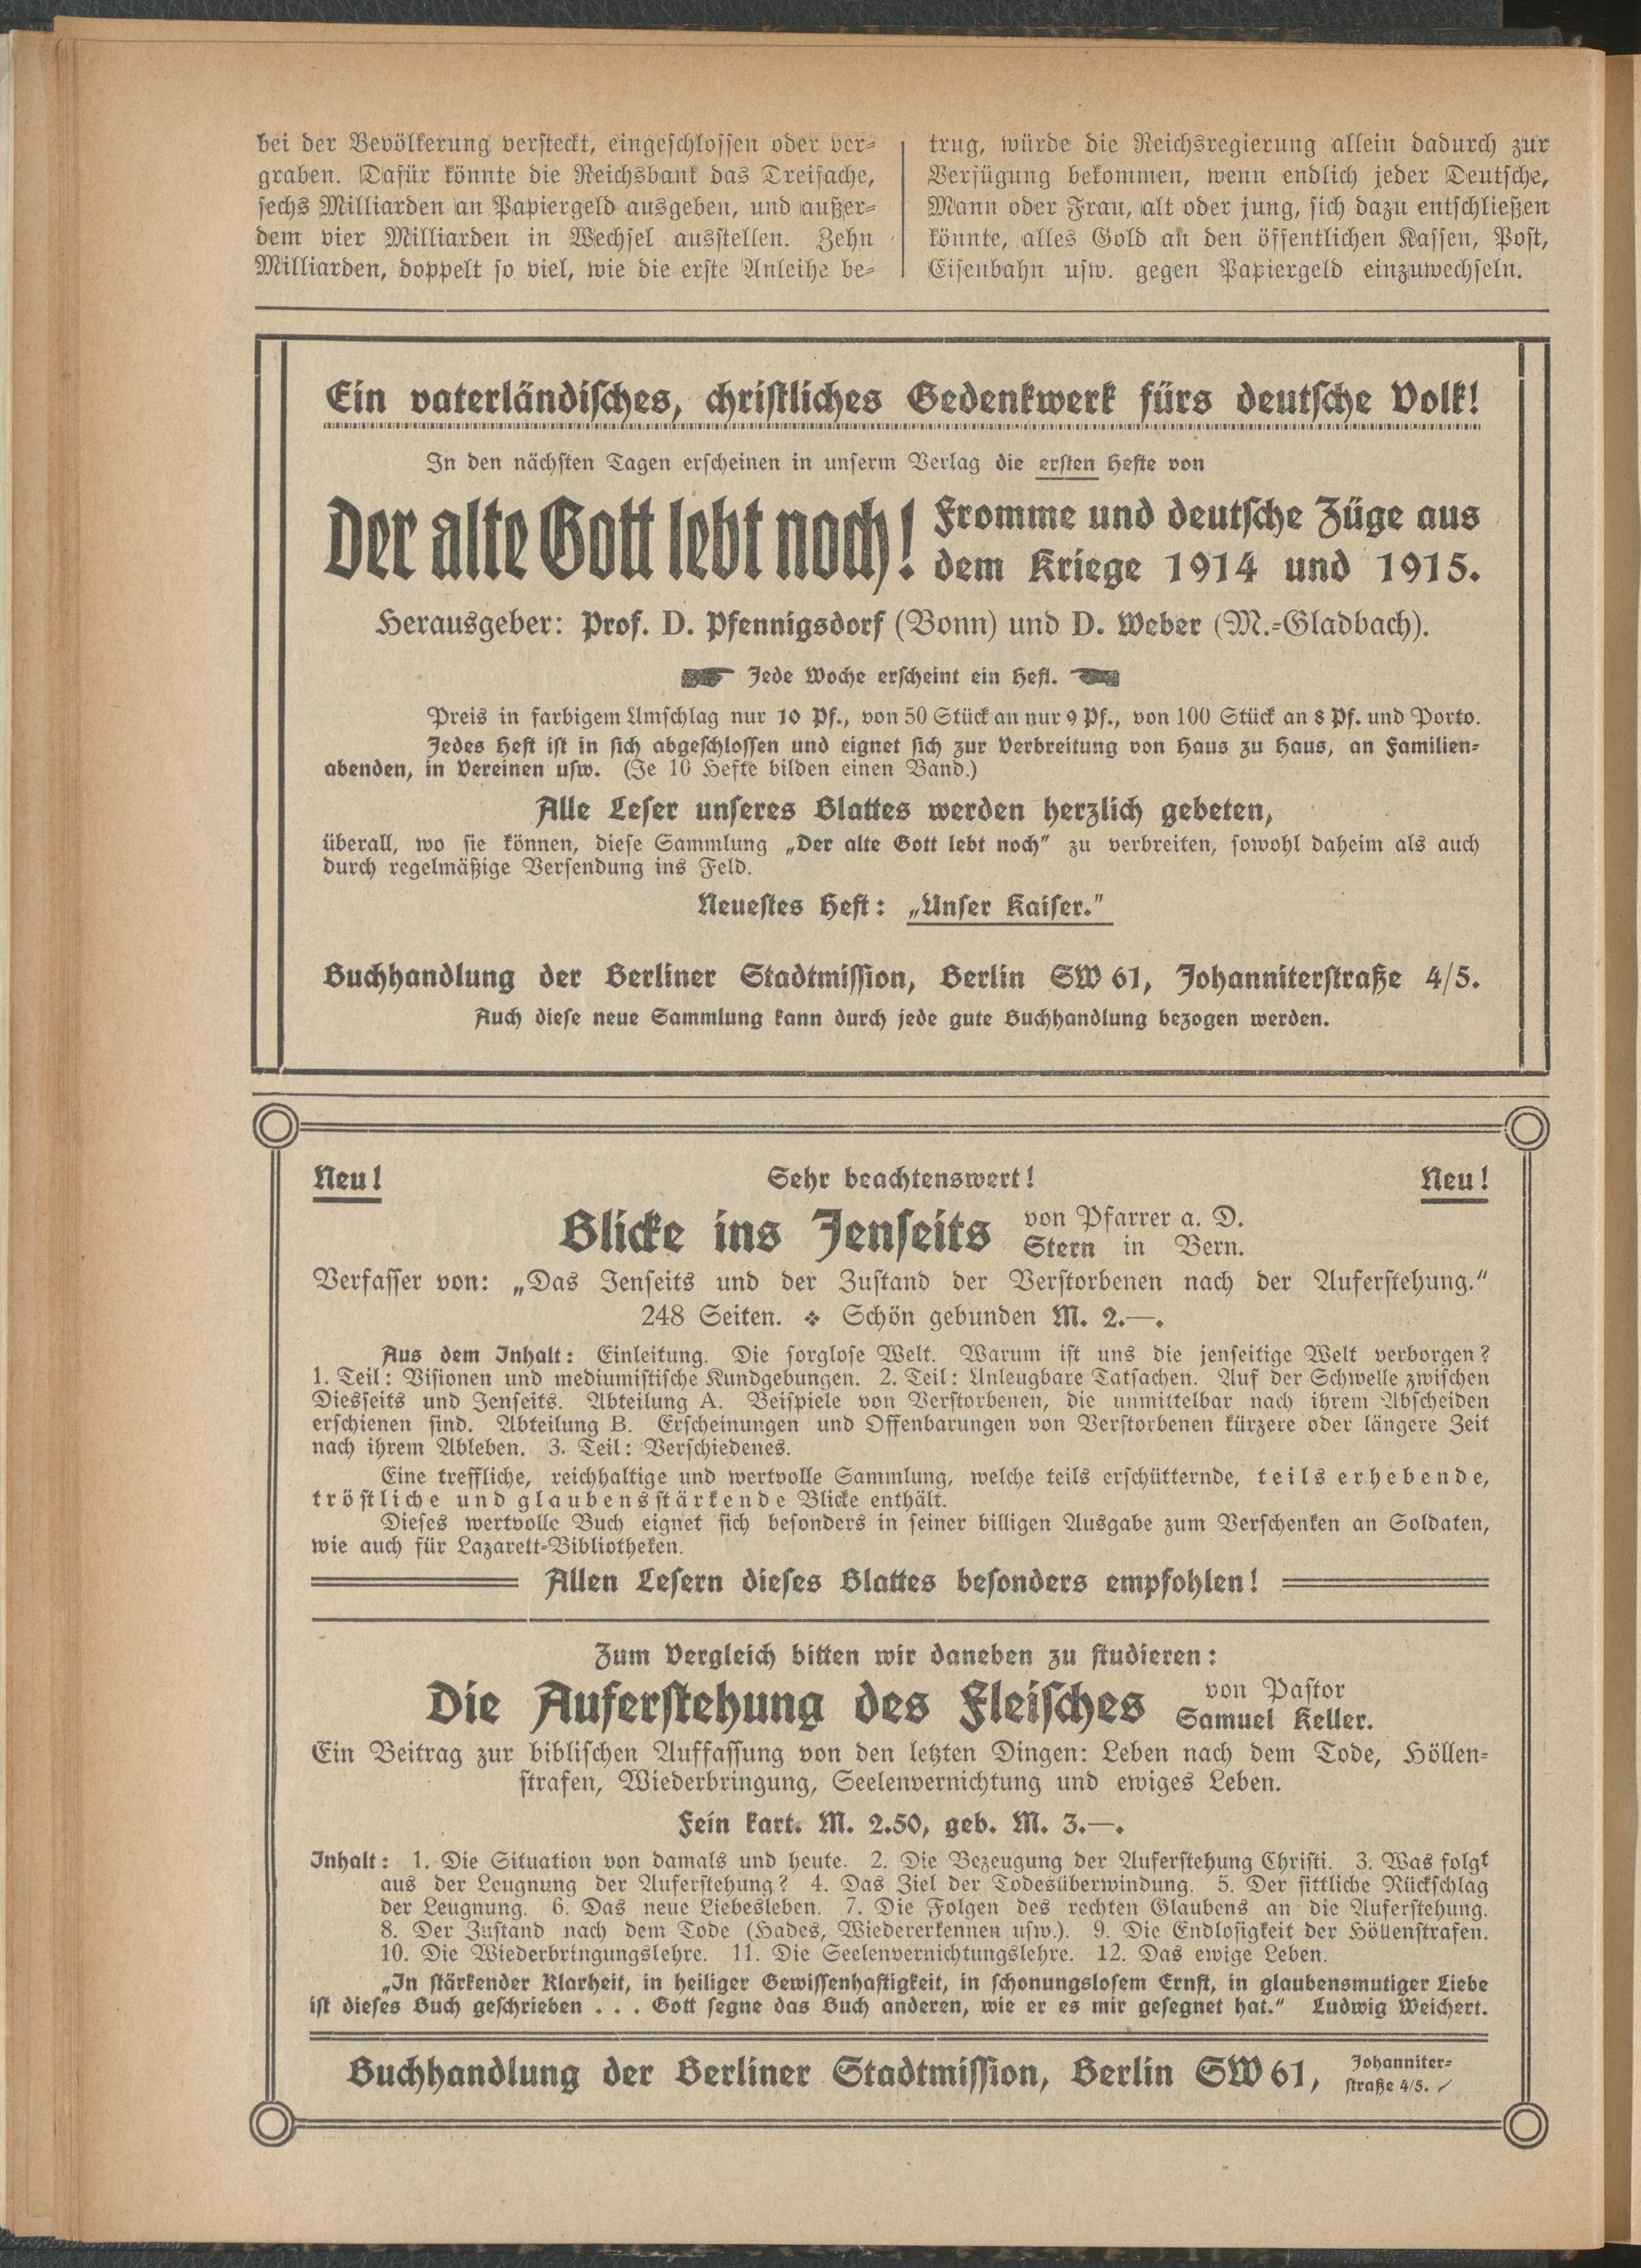 bei der Bevölkerung versteckt, eingeschlossen oder ver-
graben. Dafür könnte die Reichsbank das Dreifache,
sechs Milliarden an Papiergeld ausgeben, und außer-
dem vier Milliarden in Wechsel ausstellen. Zehn
Milliarden, doppelt so viel, wie die erste Anleihe be-
trug, würde die Reichsregierung allein dadurch zur
Verfügung bekommen, wenn endlich jeder Deutsche,
Mann oder Frau, alt oder jung, sich dazu entschließen
könnte, alles Gold an den öffentlichen Kassen, Post,
Eisenbahn usw. gegen Papiergeld einzuwechseln.
Ein vaterländisches, christliches Gedenkwerk fürs deutsche Volk!
In den nächsten Tagen erscheinen in unserm Verlag die ersten Hefte von
Der alte Gott lebt noch! Fromme und deutsche Züge aus
dem Kriege 1914 und 1915.
Herausgeber: Prof. D. Pfennigsdorf (Bonn) und D. Weber (M.-Gladbach).
Jede Woche erscheint ein Heft.
Preis in farbigem Umschlag nur 10 Pf., von 50 Stück an nur 9 Pf., von 100 Stück an 8 Pf. und Porto.
Jedes Heft ist in sich abgeschlossen und eignet sich zur Verbreitung von Haus zu Haus, an Familien-
abenden, in Vereinen usw. (Je 10 Hefte bilden einen Band.)
Alle Leser unseres Blattes werden herzlich gebeten,
überall, wo sie können, diese Sammlung „Der alte Gott lebt noch" zu verbreiten, sowohl daheim als auch
durch regelmäßige Versendung ins Feld.
Neuestes Heft: „Unser Kaiser."
Buchhandlung der Berliner Stadtmission, Berlin SW 61, Johanniterstraße 4/5.
Auch diese neue Sammlung kann durch jede gute Buchhandlung bezogen werden.
Neu! Sehr beachtenswert! Neu!
Blicke ins Jenseits von Pfarrer a. D.
Stern in Bern.
Verfasser von: „Das Jenseits und der Zustand der Verstorbenen nach der Auferstehung."
248 Seiten. ❖ Schön gebunden M. 2.—.
Aus dem Inhalt: Einleitung. Die sorglose Welt. Warum ist uns die jenseitige Welt verborgen?
1. Teil: Visionen und mediumistische Kundgebungen. 2. Teil: Unleugbare Tatsachen. Auf der Schwelle zwischen
Diesseits und Jenseits. Abteilung A. Beispiele von Verstorbenen, die unmittelbar nach ihrem Abscheiden
erschienen sind. Abteilung B. Erscheinungen und Offenbarungen von Verstorbenen kürzere oder längere Zeit
nach ihrem Ableben. 3. Teil: Verschiedenes.
Eine treffliche, reichhaltige und wertvolle Sammlung, welche teils erschütternde, teils erhebende,
tröstliche und glaubensstärkende Blicke enthält.
Dieses wertvolle Buch eignet sich besonders in seiner billigen Ausgabe zum Verschenken an Soldaten,
wie auch für Lazarett-Bibliotheken.
Allen Lesern dieses Blattes besonders empfohlen!
Zum Vergleich bitten wir daneben zu studieren:
Die Auferstehung des Fleisches von Pastor
Samuel Keller.
Ein Beitrag zur biblischen Auffassung von den letzten Dingen: Leben nach dem Tode, Höllen-
strafen, Wiederbringung, Seelenvernichtung und ewiges Leben.
Fein kart. M. 2.50, geb. M. 3.—.
Inhalt: 1. Die Situation von damals und heute. 2. Die Bezeugung der Auferstehung Christi. 3. Was folgt
aus der Leugnung der Auferstehung? 4. Das Ziel der Todesüberwindung. 5. Der sittliche Rückschlag
der Leugnung. 6. Das neue Liebesleben. 7. Die Folgen des rechten Glaubens an die Auferstehung.
8. Der Zustand nach dem Tode (Hades, Wiedererkennen usw.). 9. Die Endlosigkeit der Höllenstrafen.
10. Die Wiederbringungslehre. 11. Die Seelenvernichtungslehre. 12. Das ewige Leben.
„In stärkender Klarheit, in heiliger Gewissenhaftigkeit, in schonungslosem Ernst, in glaubensmutiger Liebe
ist dieses Buch geschrieben . . . Gott segne das Buch anderen, wie er es mir gesegnet hat." Ludwig Weichert.
Buchhandlung der Berliner Stadtmission, Berlin SW 61, Johanniter-
straße 4/5.